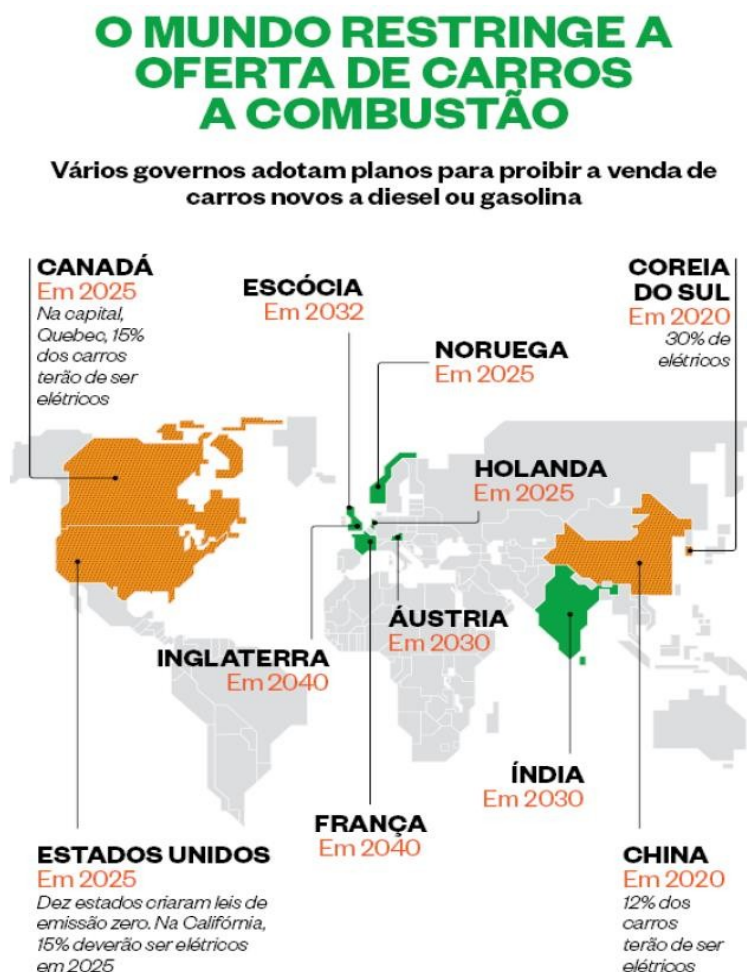 O MUNDO RESTRINGE A
OFERTA DE CARROS
A COMBUSTÃO
Vários governos adotam planos para proibir a venda de
carros novos a diesel ou gasolina
CANADÁ
Em 2025
Na capital,
Quebec, 15%
dos carros
terão de ser
elétricos
ESCÓCIA
Em 2032
NORUEGA
Em 2025
COREIA
DO SUL
Em 2020
30% de
elétricos
HOLANDA
Em 2025
ÁUSTRIA
Em 2030
INGLATERRA
Em 2040
ÍNDIA
Em 2030
FRANÇA
Em 2040
ESTADOS UNIDOS
Em 2025
Dez estados criaram leis de
emissão zero. Na Califórnia,
15% deverão ser elétricos
em 2025
CHINA
Em 2020
12% dos
carros
terão de ser
elétricos